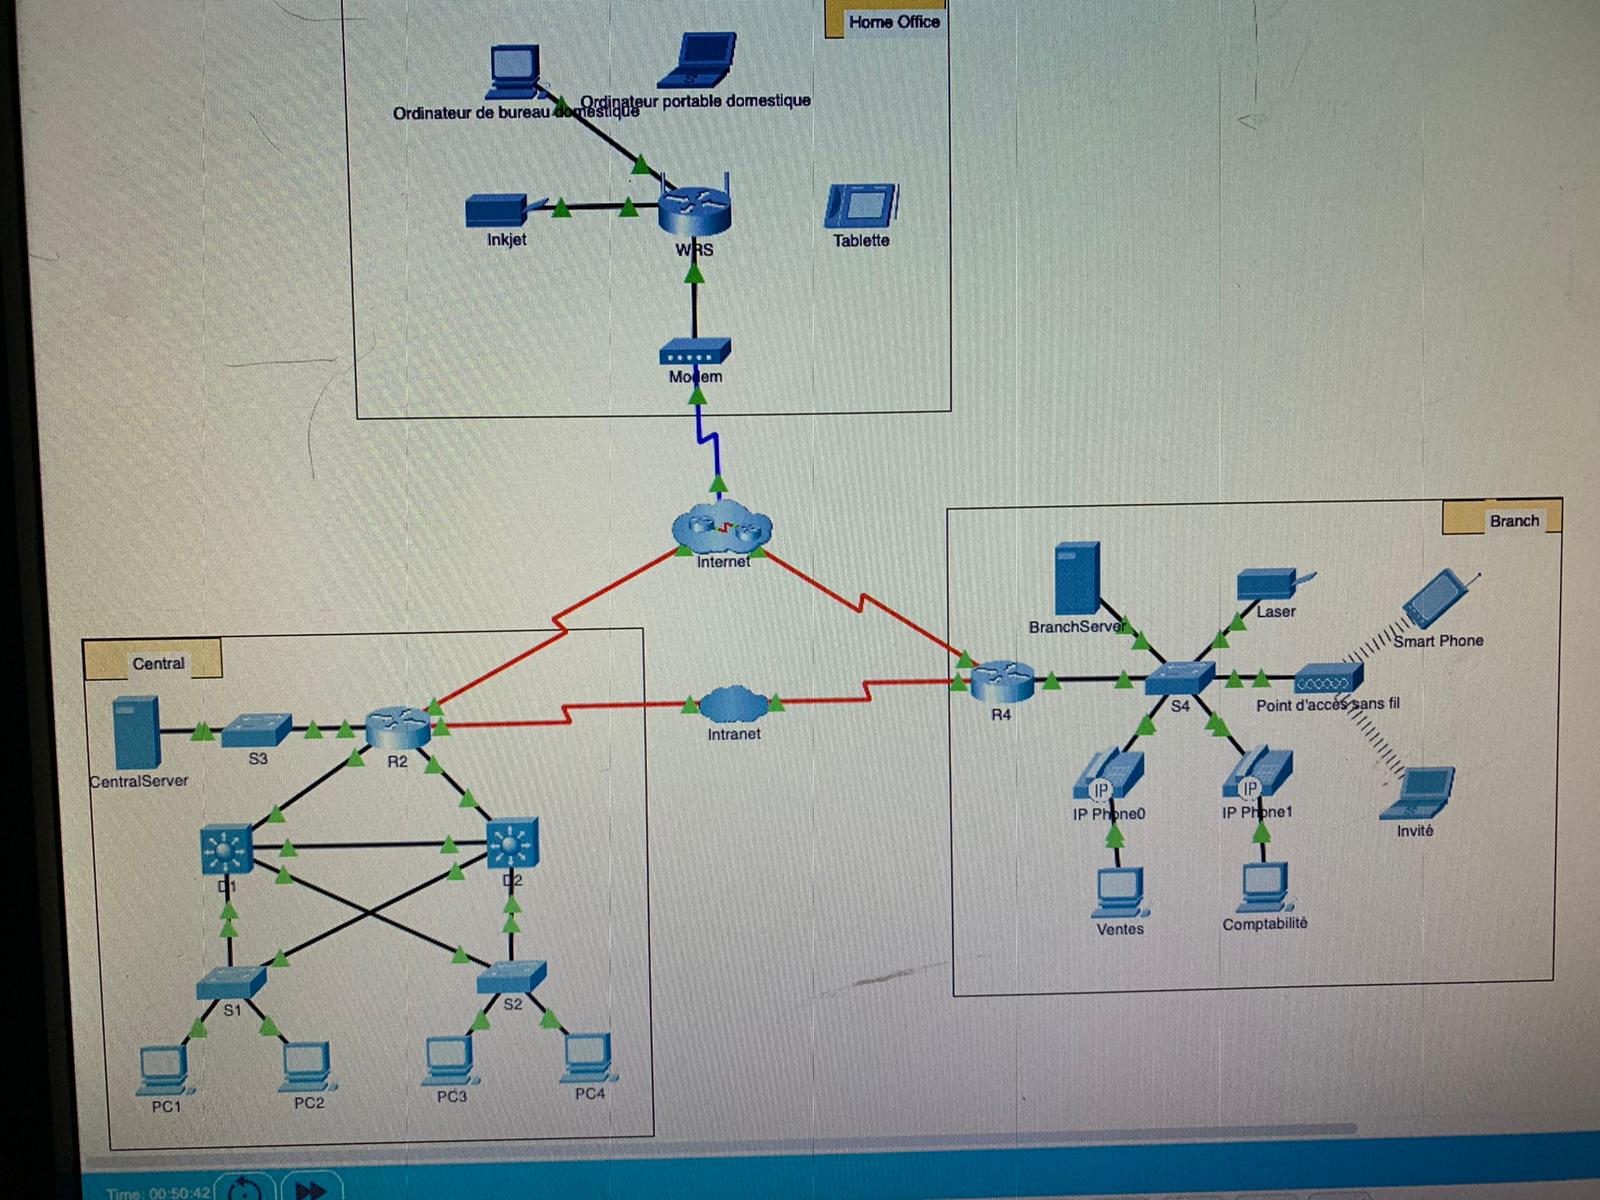 Home Office
Ordinateur portable domestique
Ordinateur de bureau domestique
Inkjet
WRS
Tablette
Modem
Internet
Branch
BranchServer
Laser
Smart Phone
Central
CentralServer
S3
R2
Intranet
R4
S4
Point d'accès sans fil
IP
IP Phone0
IP
IP Phone1
Invité
D1
D2
Ventes
Comptabilité
S1
S2
PC1
PC2
PC3
PC4
Time: 00:50:42